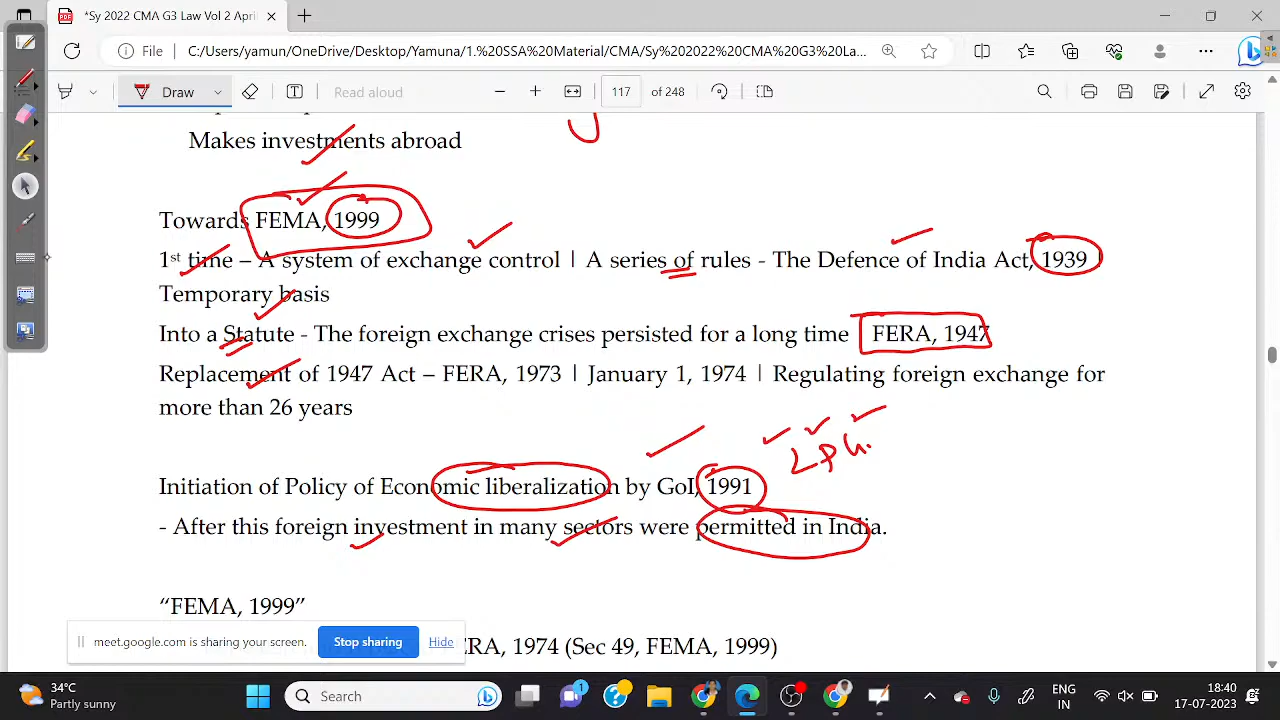 *Sy 2022 CMA G3 Law Vol 2 April
File C:/Users/yamun/OneDrive/Desktop/Yamuna/1.%20SSA%20Material/CMA/Sy%202022%20CMA%20G3%20La...
Draw Read aloud 117 of 248
Makes investments abroad
Towards FEMA, 1999
1st time – A system of exchange control | A series of rules - The Defence of India Act, 1939
Temporary basis
Into a Statute - The foreign exchange crises persisted for a long time FERA, 1947
Replacement of 1947 Act – FERA, 1973 | January 1, 1974 | Regulating foreign exchange for
more than 26 years
LPG
Initiation of Policy of Economic liberalization by GoI, 1991
- After this foreign investment in many sectors were permitted in India.
“FEMA, 1999”
meet.google.com is sharing your screen. Stop sharing Hide
ERA, 1974 (Sec 49, FEMA, 1999)
34°C
Partly sunny
Search
1
2
ENG
IN
18:40
17-07-2023